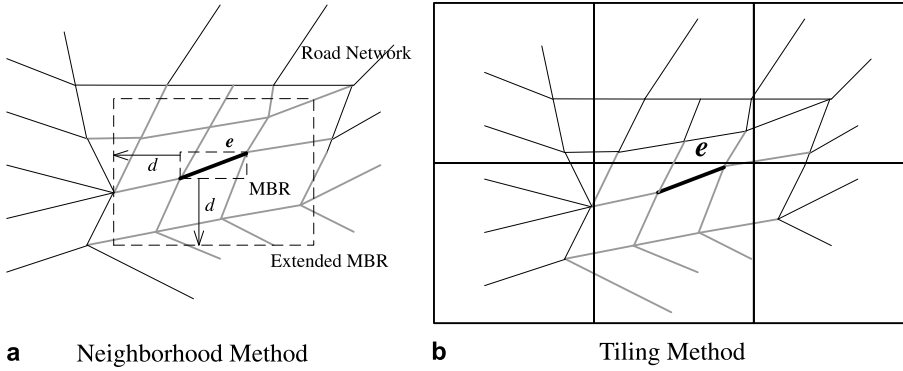 Road Network
e
d
MBR
d
Extended MBR
a Neighborhood Method
e
b Tiling Method